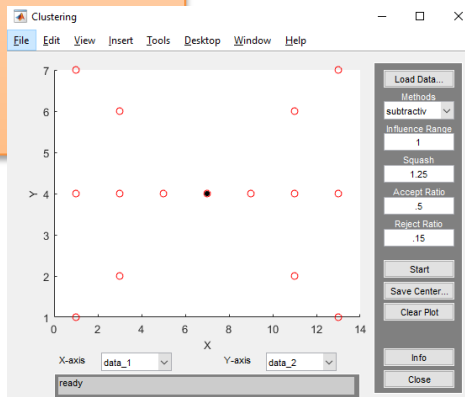 Clustering
File Edit View Insert Tools Desktop Window Help
7
6
5
4
3
2
1
Y
0 2 4 6 8 10 12 14
X
X-axis data_1 Y-axis data_2
ready
Load Data...
Methods
subtractiv
Influence Range
1
Squash
1.25
Accept Ratio
.5
Reject Ratio
.15
Start
Save Center...
Clear Plot
Info
Close